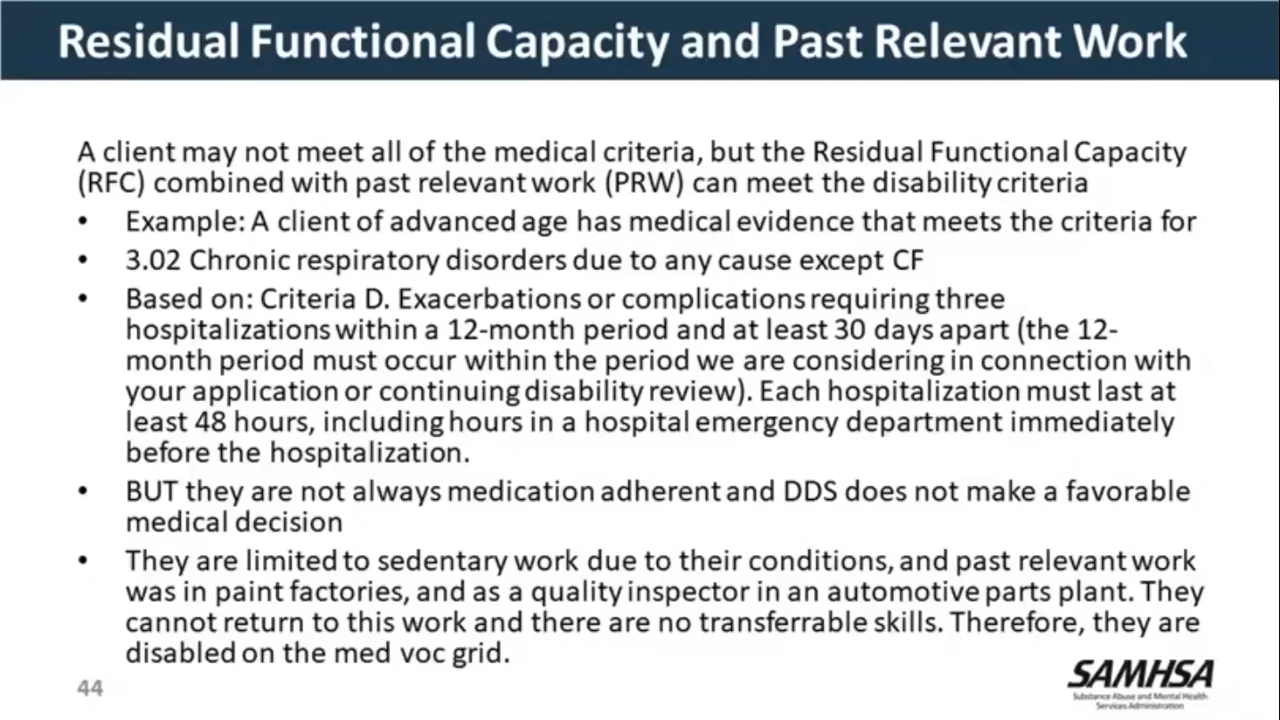 Residual Functional Capacity and Past Relevant Work
A client may not meet all of the medical criteria, but the Residual Functional Capacity
(RFC) combined with past relevant work (PRW) can meet the disability criteria
• Example: A client of advanced age has medical evidence that meets the criteria for
• 3.02 Chronic respiratory disorders due to any cause except CF
• Based on: Criteria D. Exacerbations or complications requiring three
hospitalizations within a 12-month period and at least 30 days apart (the 12-
month period must occur within the period we are considering in connection with
your application or continuing disability review). Each hospitalization must last at
least 48 hours, including hours in a hospital emergency department immediately
before the hospitalization.
• BUT they are not always medication adherent and DDS does not make a favorable
medical decision
• They are limited to sedentary work due to their conditions, and past relevant work
was in paint factories, and as a quality inspector in an automotive parts plant. They
cannot return to this work and there are no transferrable skills. Therefore, they are
disabled on the med voc grid.
44
SAMHSA
Substance Abuse and Mental Health
Services Administration